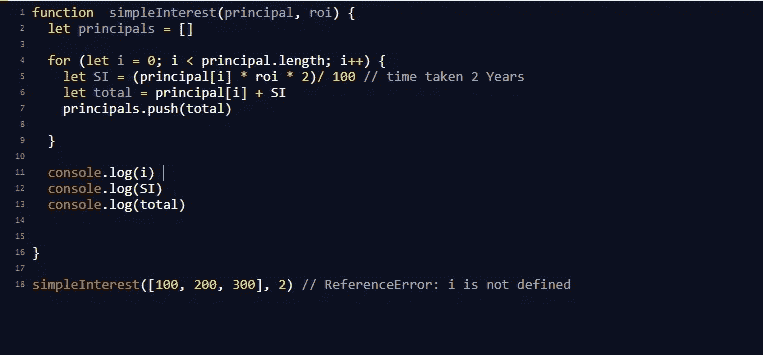 1 function  simpleInterest(principal, roi) {
2 let principals = []
3
4 for (let i = 0; i < principal.length; i++) {
5 let SI = (principal[i] * roi * 2)/ 100 // time taken 2 Years
6 let total = principal[i] + SI
7 principals.push(total)
8
9 }
10
11 console.log(i)
12 console.log(SI)
13 console.log(total)
14
15
16 }
17
18 simpleInterest([100, 200, 300], 2) // ReferenceError: i is not defined